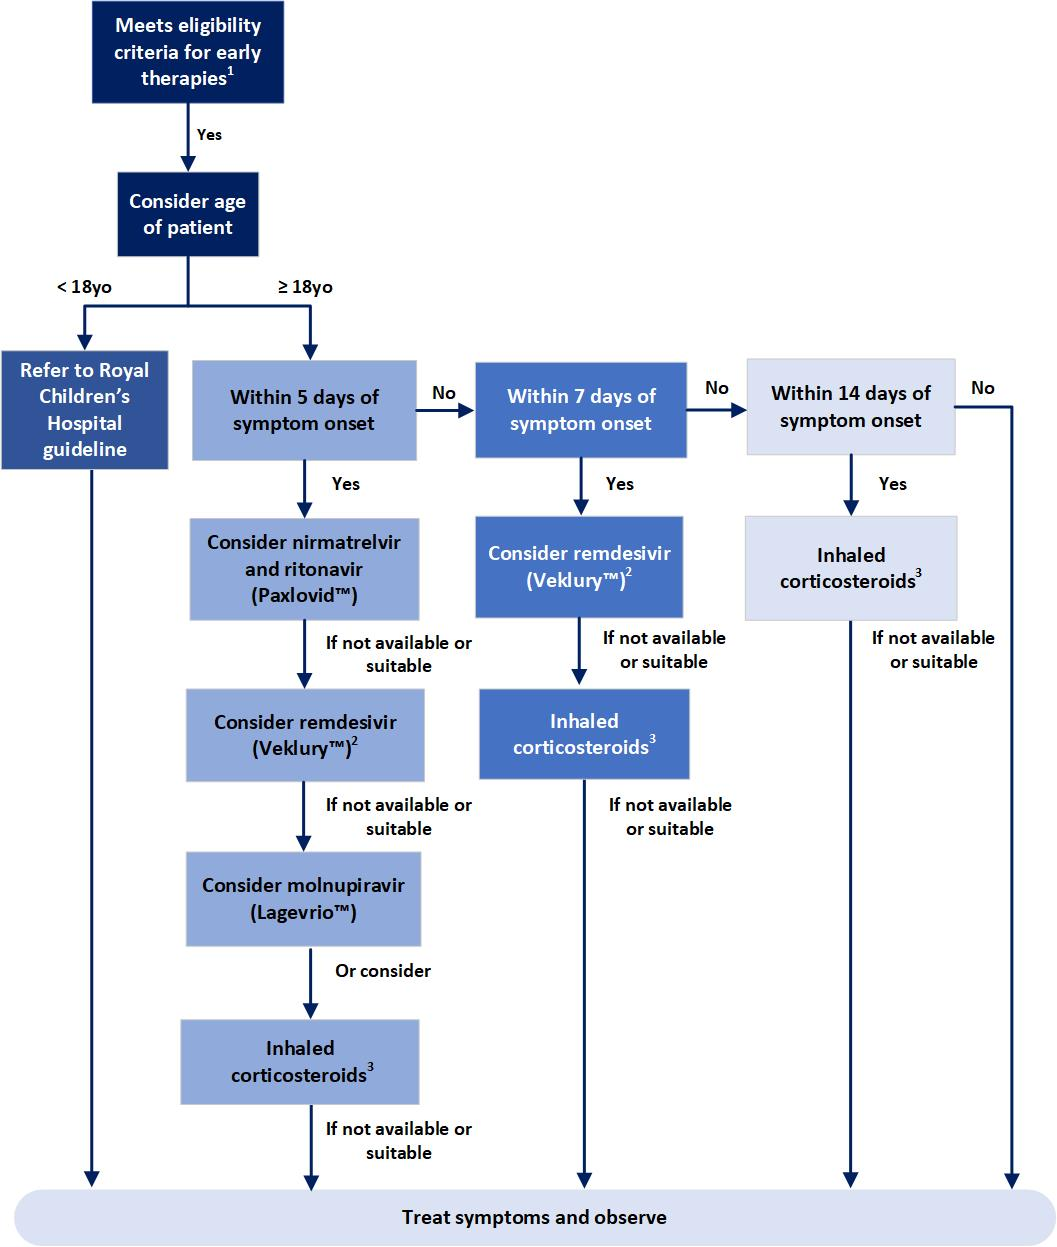 Meets eligibility
criteria for early
therapies1
Yes
Consider age
of patient
< 18yo
≥ 18yo
Refer to Royal
Children’s
Hospital
guideline
Within 5 days of
symptom onset
No
Within 7 days of
symptom onset
No
Within 14 days of
symptom onset
No
Yes
Consider nirmatrelvir
and ritonavir
(Paxlovid™)
If not available or
suitable
Consider remdesivir
(Veklury™)2
If not available or
suitable
Consider molnupiravir
(Lagevrio™)
Or consider
Inhaled
corticosteroids3
If not available or
suitable
Yes
Consider remdesivir
(Veklury™)2
If not available
or suitable
Inhaled
corticosteroids3
If not available
or suitable
Yes
Inhaled
corticosteroids3
If not available
or suitable
Treat symptoms and observe